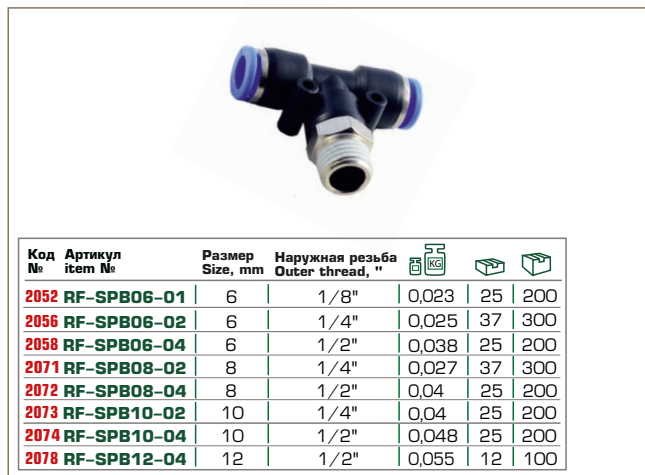 Код Артикул Размер Наружная резьба
№ item № Size, mm Outer thread, " KG
2052 RF-SPB06-01 6 1/8" 0,023 25 200
2056 RF-SPB06-02 6 1/4" 0,025 37 300
2058 RF-SPB06-04 6 1/2" 0,038 25 200
2071 RF-SPB08-02 8 1/4" 0,027 37 300
2072 RF-SPB08-04 8 1/2" 0,04 25 200
2073 RF-SPB10-02 10 1/4" 0,04 25 200
2074 RF-SPB10-04 10 1/2" 0,048 25 200
2078 RF-SPB12-04 12 1/2" 0,055 12 100